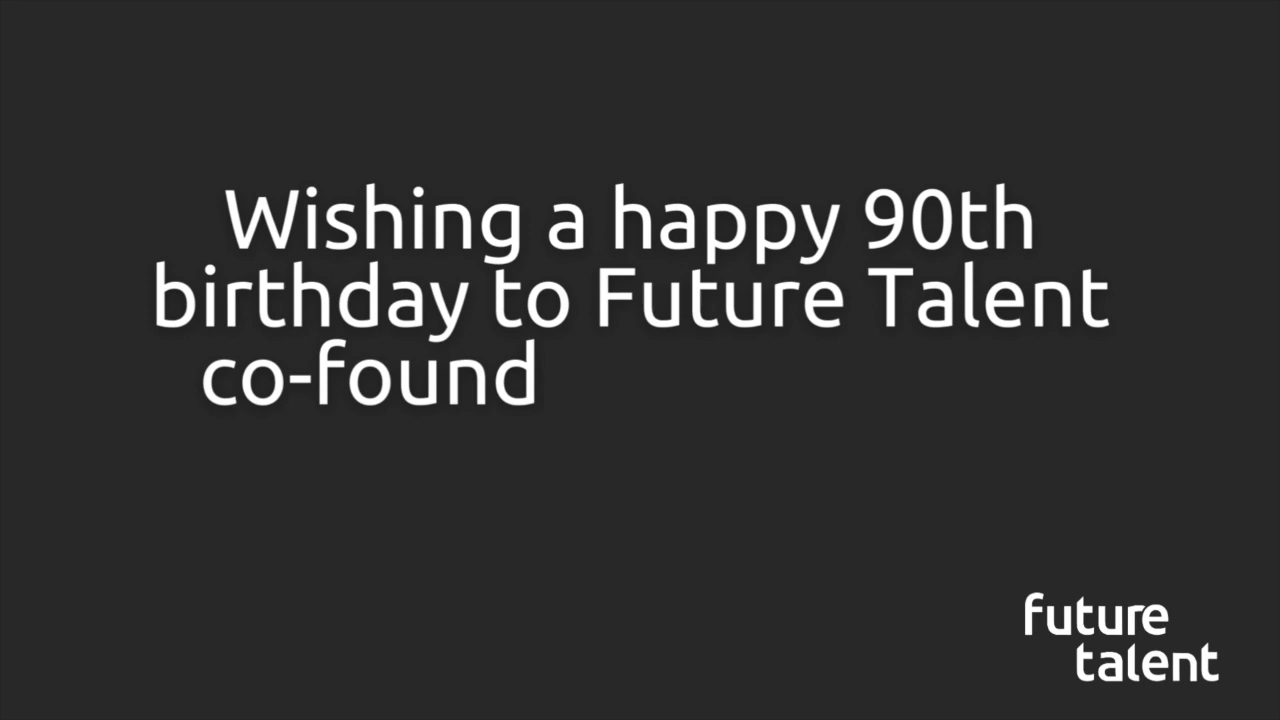 Wishing a happy 90th
birthday to Future Talent
co-found
future
talent